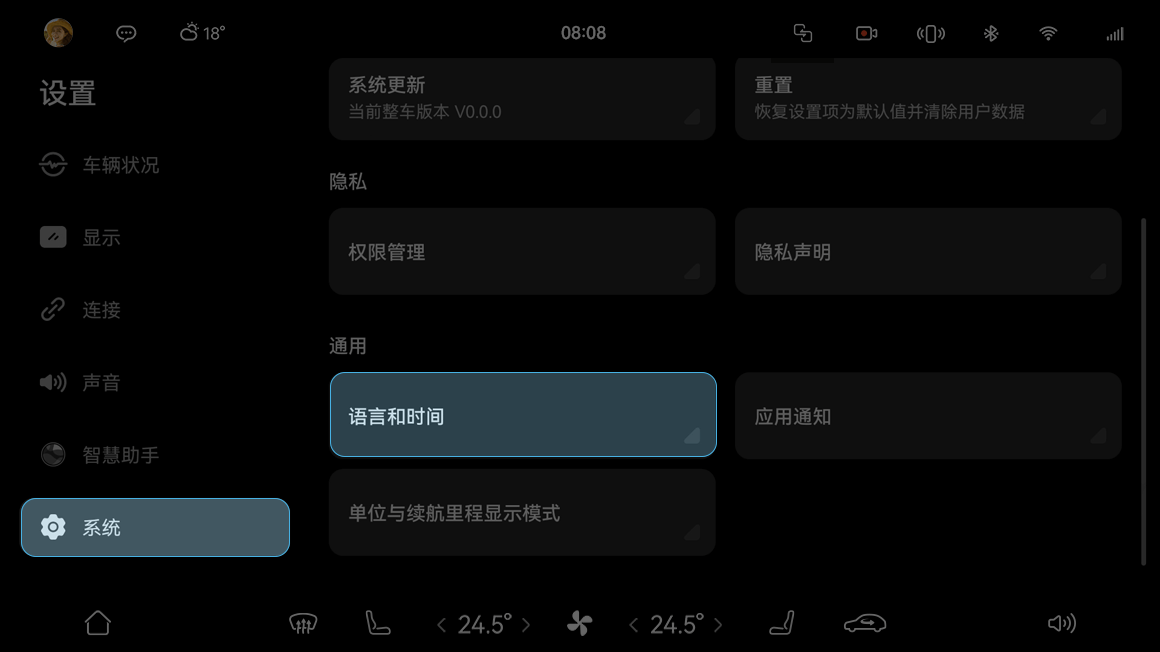 18°
08:08
设置
系统更新
当前整车版本 V0.0.0
重置
恢复设置项为默认值并清除用户数据
车辆状况
显示
连接
声音
智慧助手
系统
隐私
权限管理
隐私声明
通用
语言和时间
应用通知
单位与续航里程显示模式
24.5°
24.5°